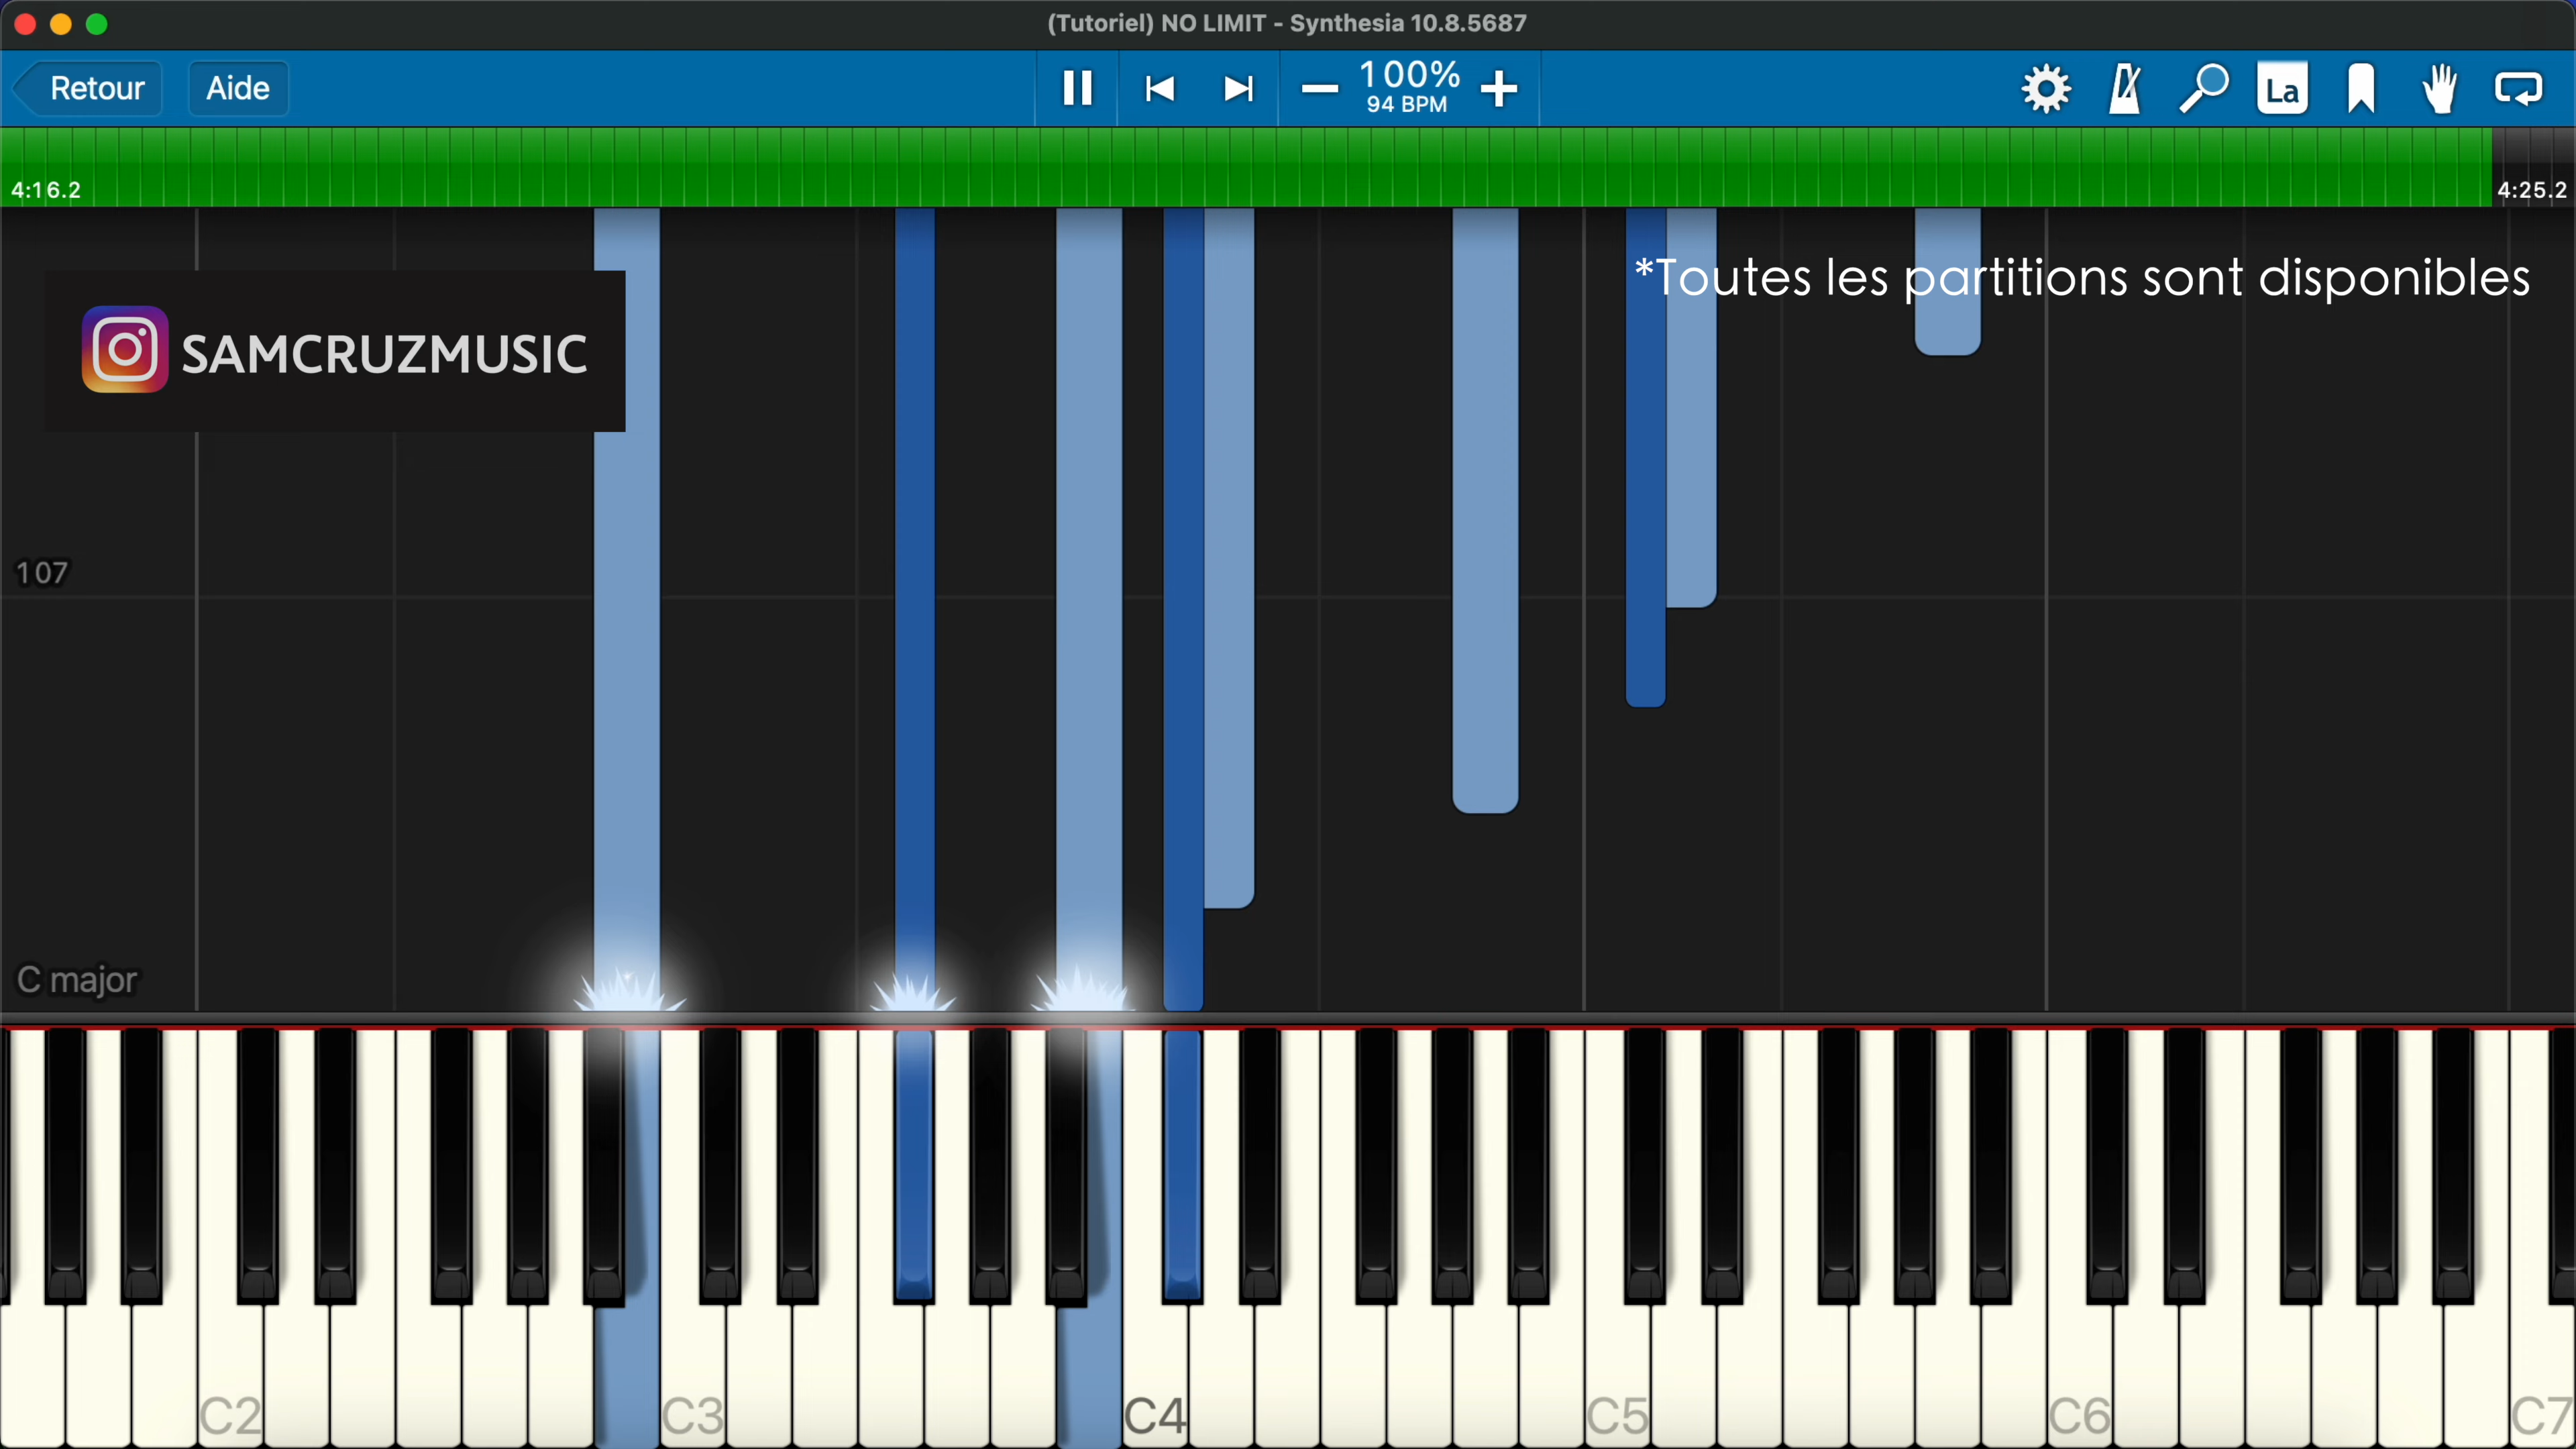 (Tutoriel) NO LIMIT - Synthesia 10.8.5687
Retour
Aide
100%
94 BPM
La
4:16.2
4:25.2
*Toutes les partitions sont disponibles
SAMCRUZMUSIC
107
C major
C2
C3
C4
C5
C6
C7